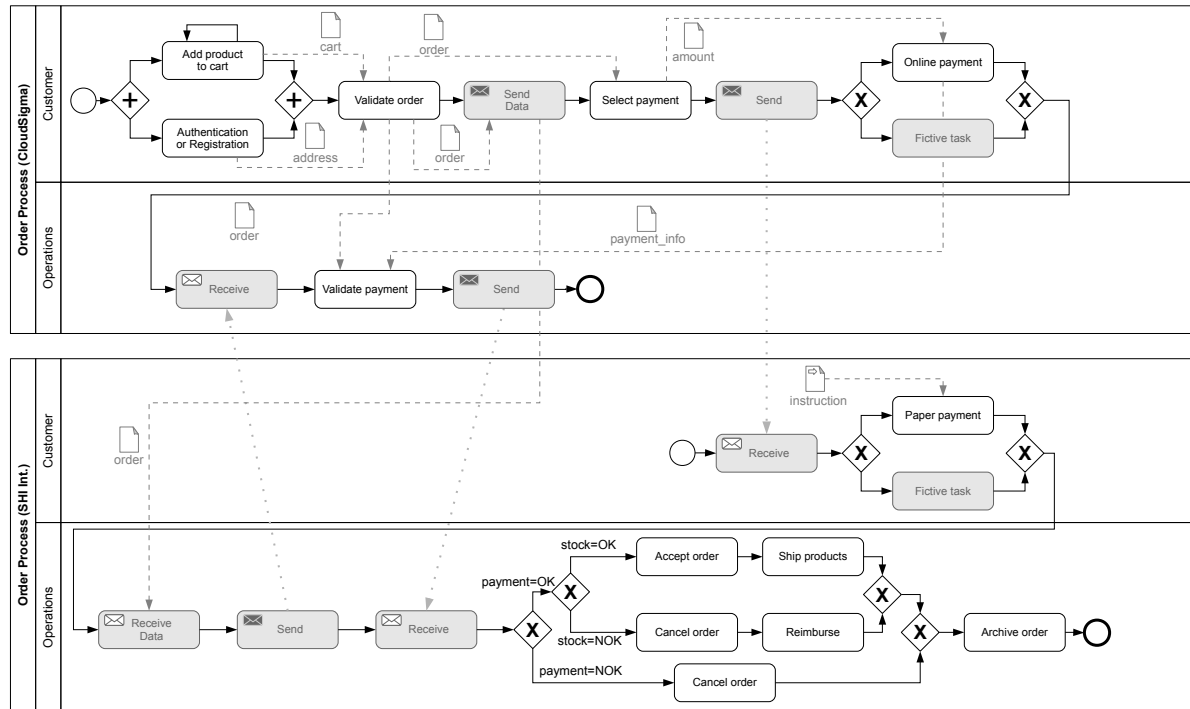 Order Process (CloudSigma)
Customer
cart
order
amount
Add product
to cart
Online payment
Validate order
Send
Data
Select payment
Send
Authentication
or Registration
address
order
Fictive task
Operations
order
payment_info
Receive
Validate payment
Send
Order Process (SHI Int.)
Customer
instruction
Paper payment
order
Receive
Fictive task
Operations
stock=OK
Accept order
Ship products
payment=OK
Receive
Data
Send
Receive
stock=NOK
Cancel order
Reimburse
Archive order
payment=NOK
Cancel order